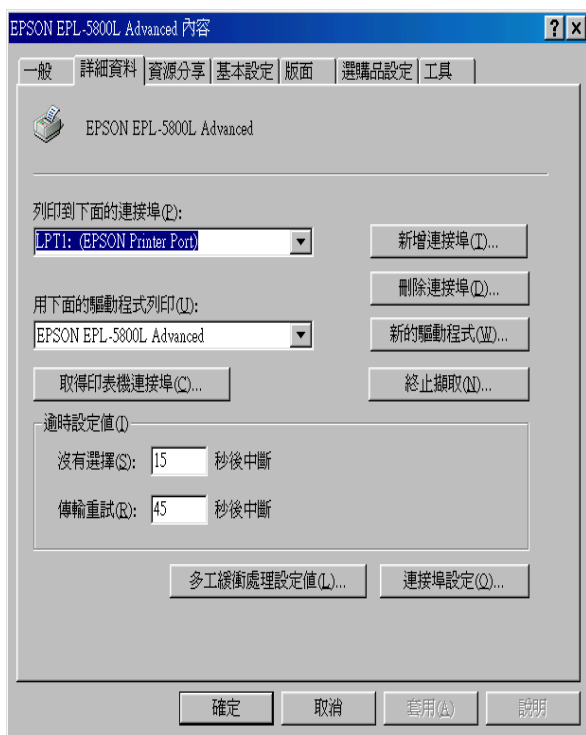 EPSON EPL-5800L Advanced 內容
一般 詳細資料 資源分享 基本設定 版面 選購品設定 工具
EPSON EPL-5800L Advanced
列印到下面的連接埠(P):
LPT1: (EPSON Printer Port)
新增連接埠(T)...
刪除連接埠(D)...
用下面的驅動程式列印(U):
EPSON EPL-5800L Advanced
新的驅動程式(W)...
取得印表機連接埠(C)...
終止擷取(N)...
逾時設定值(I)
沒有選擇(S): 15 秒後中斷
傳輸重試(R): 45 秒後中斷
多工緩衝處理設定值(L)...
連接埠設定(O)...
確定 取消 套用(A) 說明